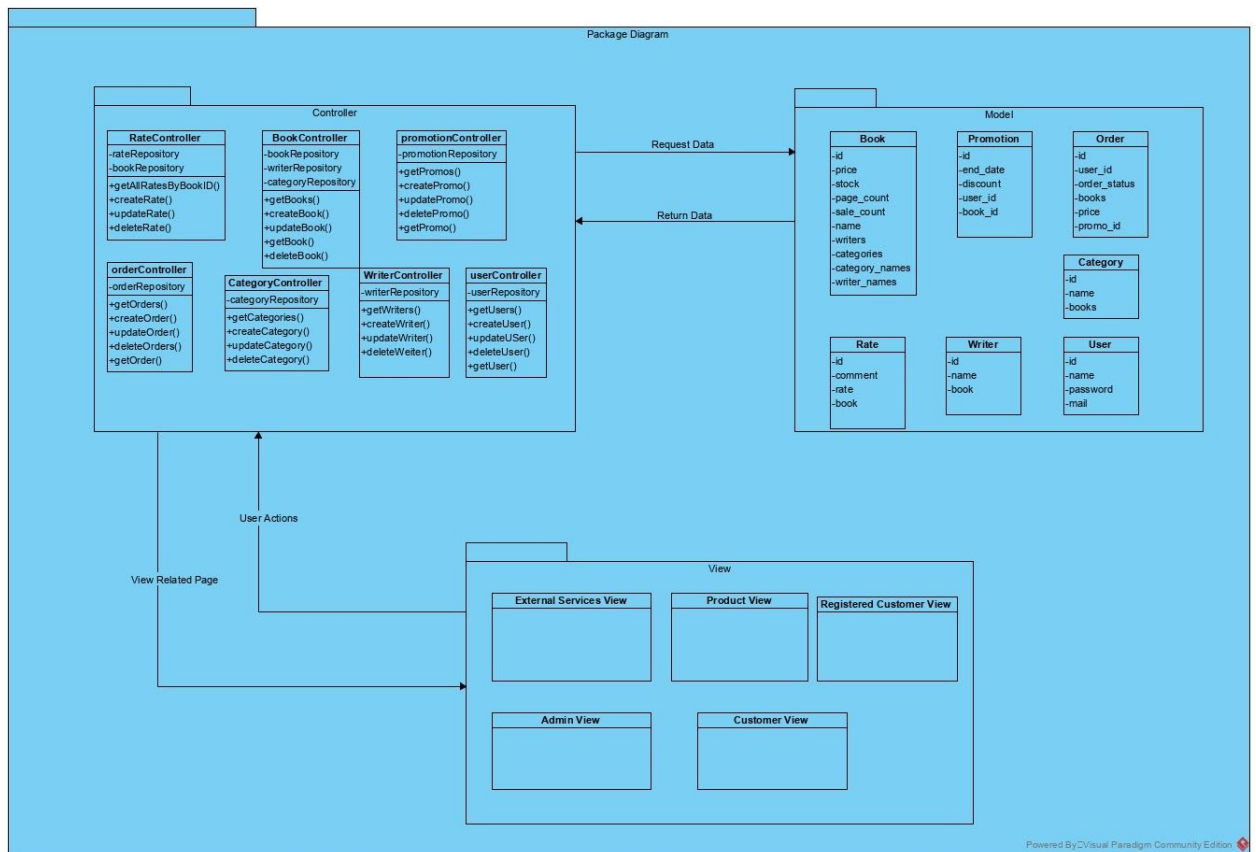 Package Diagram
Controller
RateController
-rateRepository
-bookRepository
+getAllRatesByBookID()
+createRate()
+updateRate()
+deleteRate()
BookController
-bookRepository
-writerRepository
-categoryRepository
+getBooks()
+createBook()
+updateBook()
+getBook()
+deleteBook()
promotionController
-promotionRepository
+getPromos()
+createPromo()
+updatePromo()
+deletePromo()
+getPromo()
orderController
-orderRepository
+getOrders()
+createOrder()
+updateOrder()
+deleteOrders()
+getOrder()
CategoryController
-categoryRepository
+getCategories()
+createCategory()
+updateCategory()
+deleteCategory()
WriterController
-writerRepository
+getWriters()
+createWriter()
+updateWriter()
+deleteWeiter()
userController
-userRepository
+getUsers()
+createUser()
+updateUSer()
+deleteUser()
+getUser()
Request Data
Return Data
Model
Book
-id
-price
-stock
-page_count
-sale_count
-name
-writers
-categories
-category_names
-writer_names
Promotion
-id
-end_date
-discount
-user_id
-book_id
Order
-id
-user_id
-order_status
-books
-price
-promo_id
Category
-id
-name
-books
Rate
-id
-comment
-rate
-book
Writer
-id
-name
-book
User
-id
-name
-password
-mail
User Actions
View Related Page
View
External Services View
Product View
Registered Customer View
Admin View
Customer View
Powered By Visual Paradigm Community Edition